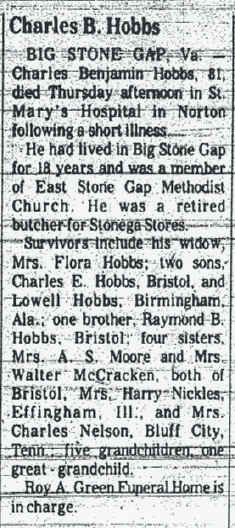 Charles B. Hobbs
BIG STONE GAP, Va. —
Charles Benjamin Hobbs, 81,
died Thursday afternoon in St.
Mary's Hospital in Norton
following a short illness.
He had lived in Big Stone Gap
for 18 years and was a member
of East Stone Gap Methodist
Church. He was a retired
butcher for Stonega Stores.
Survivors include his widow,
Mrs. Flora Hobbs; two sons,
Charles E. Hobbs, Bristol, and
Lowell Hobbs, Birmingham,
Ala.; one brother, Raymond B.
Hobbs, Bristol; four sisters,
Mrs. A. S. Moore and Mrs.
Walter McCracken, both of
Bristol, Mrs. Harry Nickles,
Effingham, Ill., and Mrs.
Charles Nelson, Bluff City,
Tenn.; five grandchildren, one
great-grandchild.
Roy A. Green Funeral Home is
in charge.